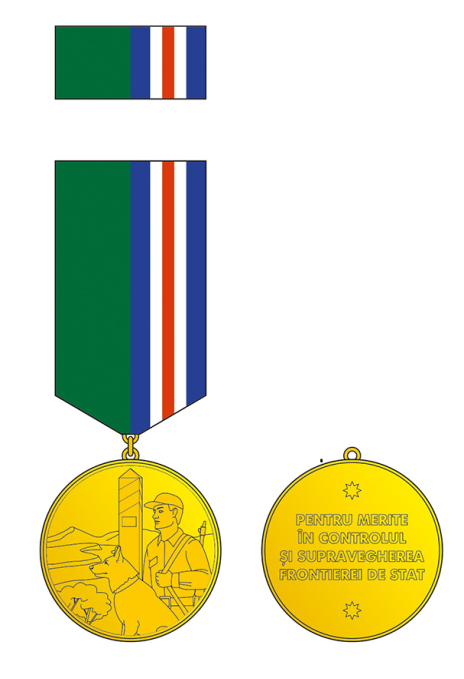 PENTRU MERITE
ÎN CONTROLUL
ȘI SUPRAVEGHEREA
FRONTIEREI DE STAT